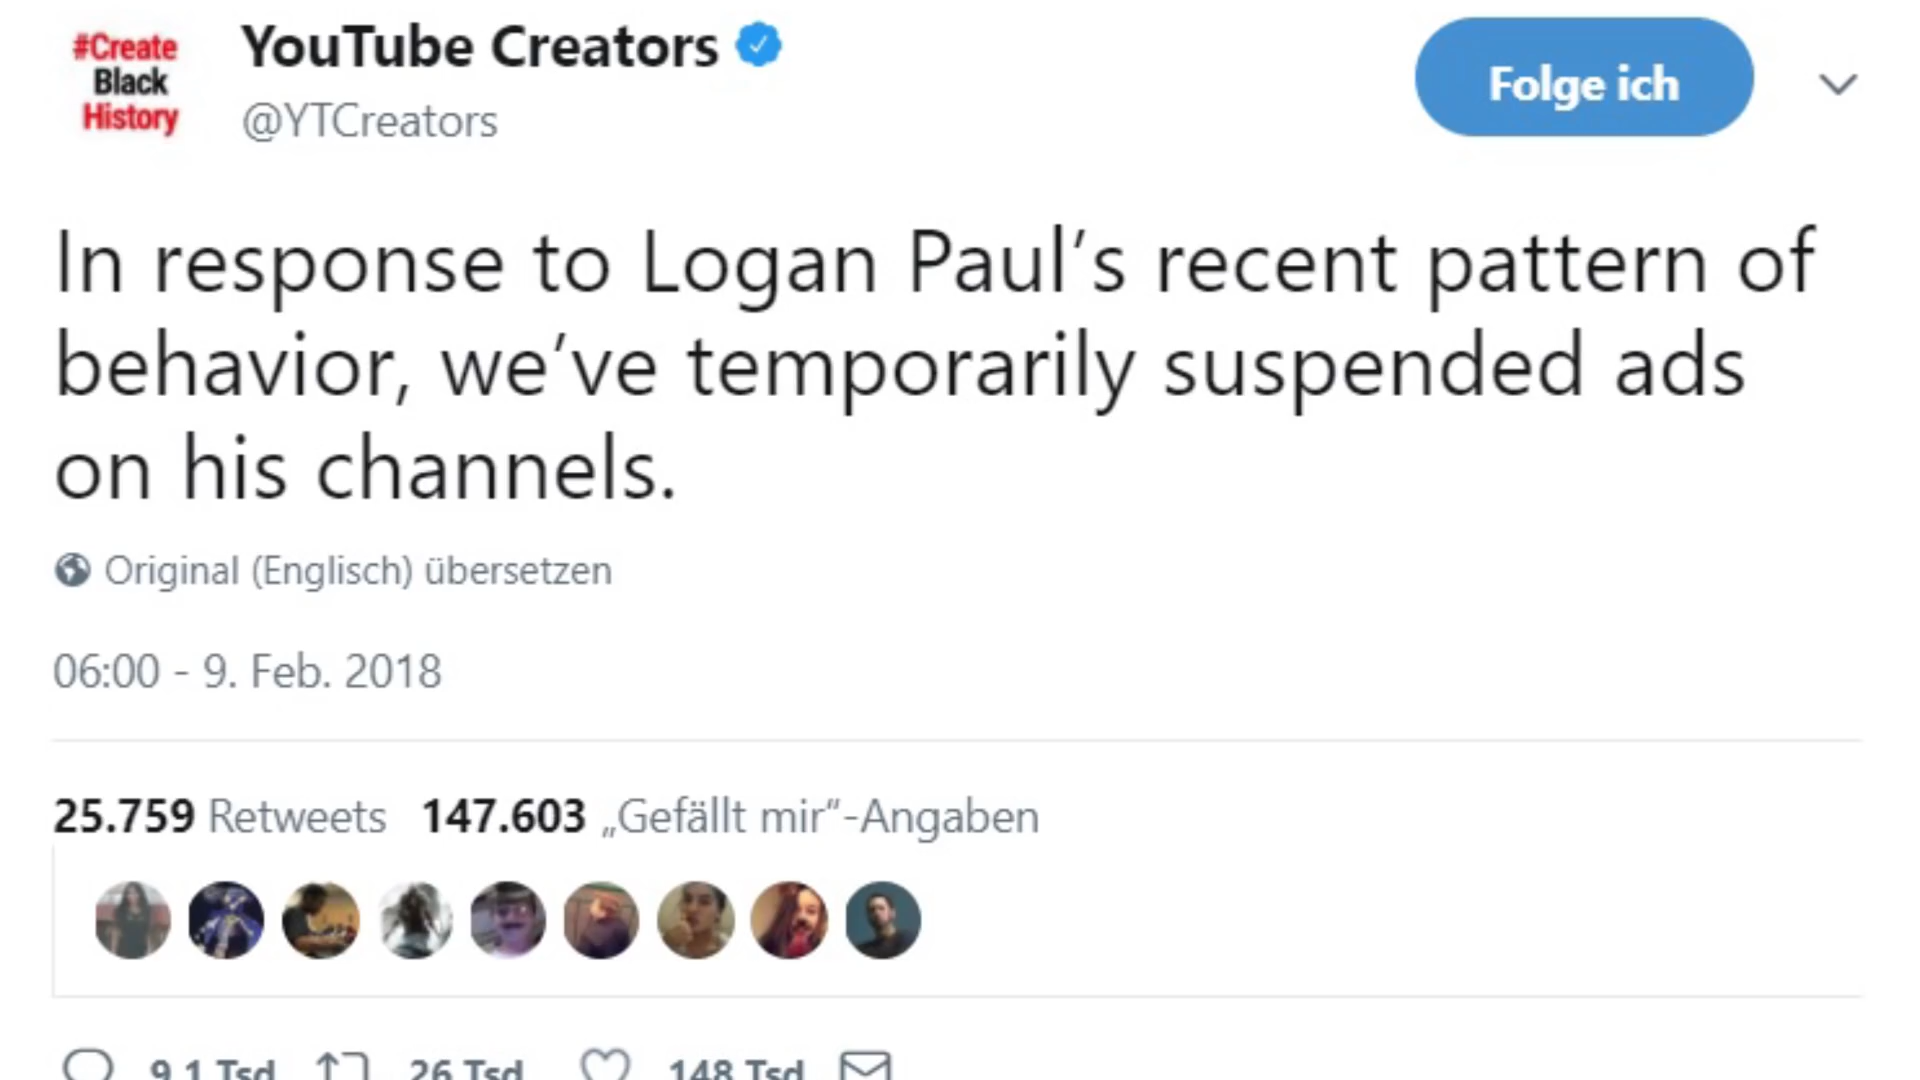 #Create
Black
History
YouTube Creators
@YTCreators
Folge ich
In response to Logan Paul’s recent pattern of
behavior, we’ve temporarily suspended ads
on his channels.
Original (Englisch) übersetzen
06:00 - 9. Feb. 2018
25.759 Retweets 147.603 „Gefällt mir“-Angaben
9,1 Tsd. 26 Tsd. 148 Tsd.